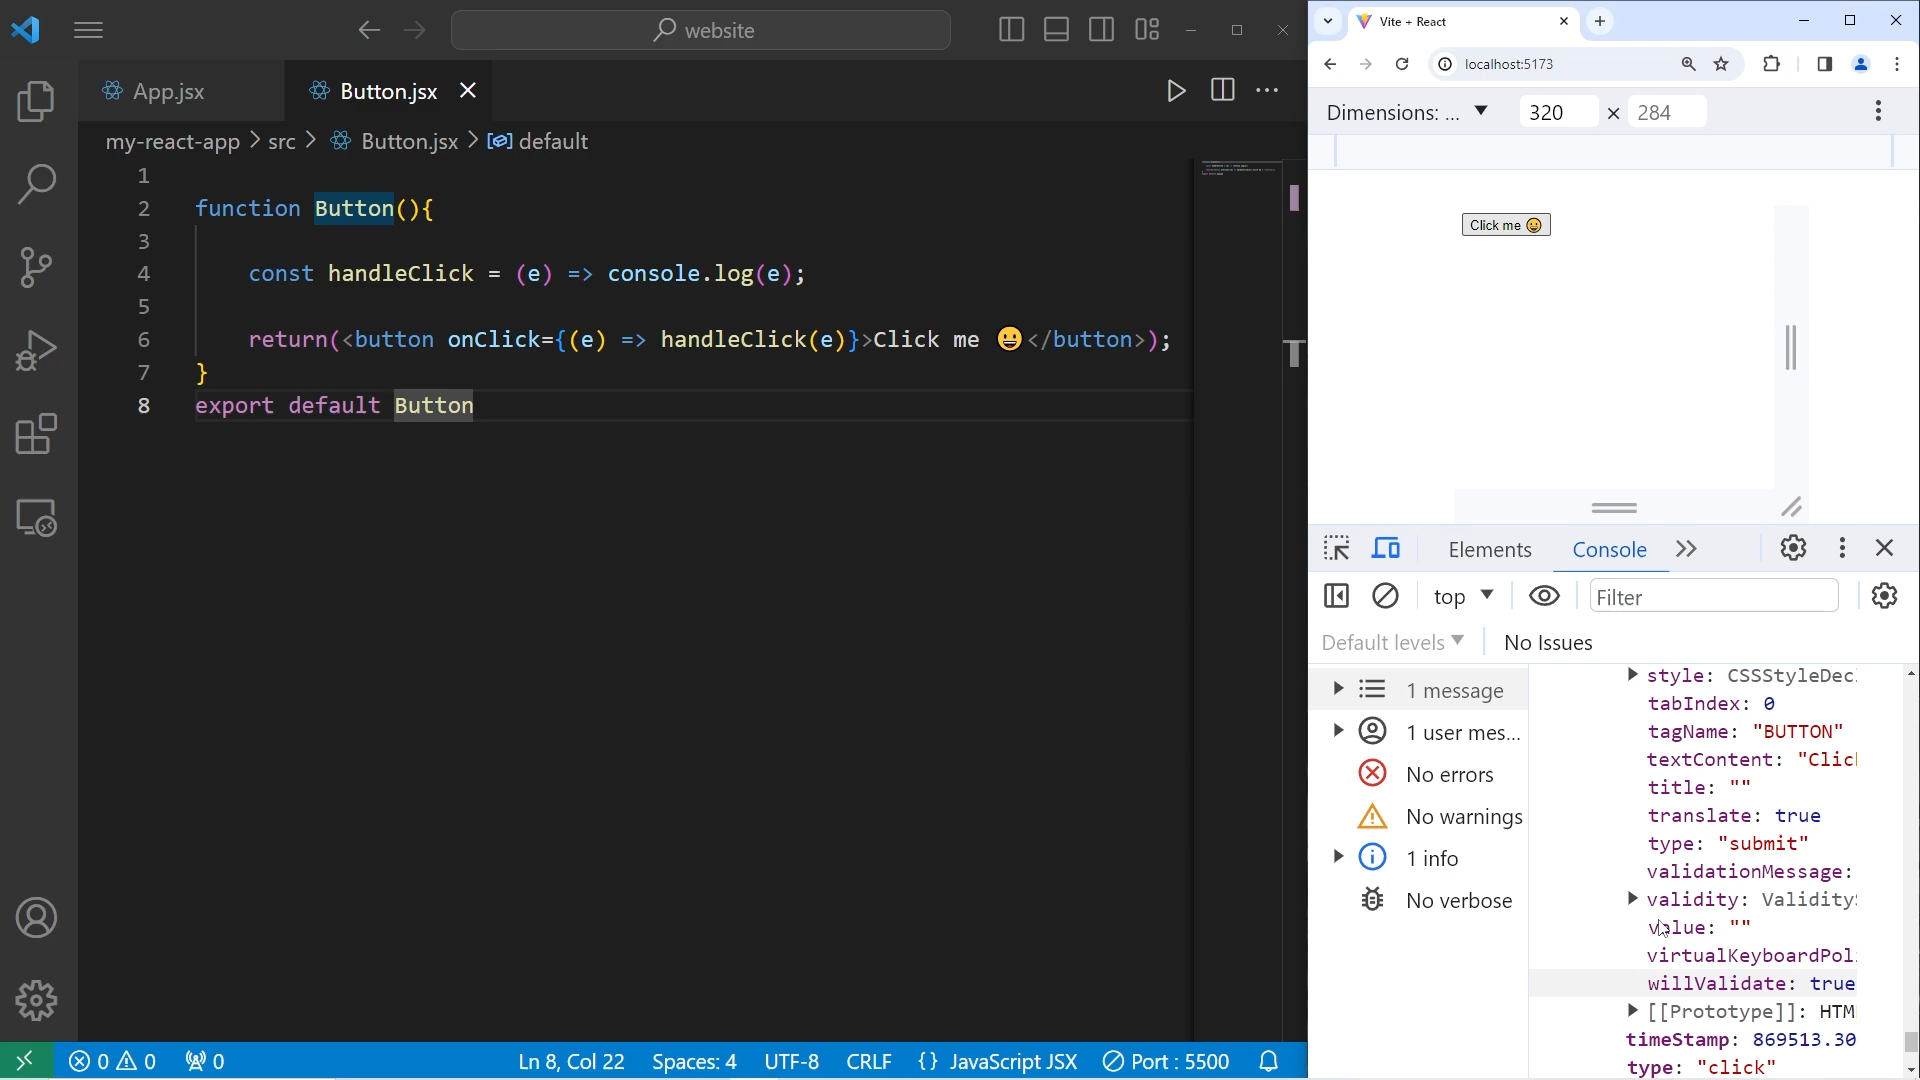 website
App.jsx
Button.jsx
my-react-app > src > Button.jsx > default
1
2 function Button(){
3
4 const handleClick = (e) => console.log(e);
5
6 return(<button onClick={(e) => handleClick(e)}>Click me 😀</button>);
7 }
8 export default Button
0 0 0
Ln 8, Col 22 Spaces: 4 UTF-8 CRLF {} JavaScript JSX Port : 5500
Vite + React
localhost:5173
Dimensions: ... 320 × 284
Click me 😀
Elements Console
top Filter
Default levels No Issues
1 message
1 user mes...
No errors
No warnings
1 info
No verbose
style: CSSStyleDec
tabIndex: 0
tagName: "BUTTON"
textContent: "Clic
title: ""
translate: true
type: "submit"
validationMessage:
validity: Validity
value: ""
virtualKeyboardPol
willValidate: true
[[Prototype]]: HTM
timeStamp: 869513.30
type: "click"